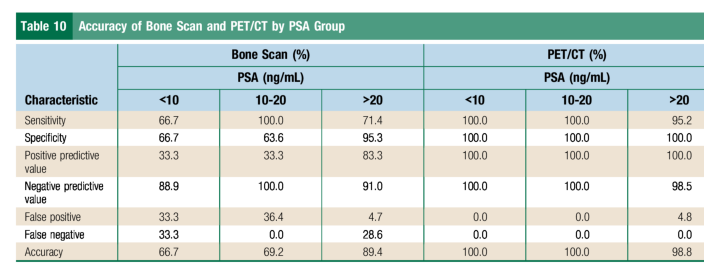 Table 10 Accuracy of Bone Scan and PET/CT by PSA Group
Bone Scan (%) PET/CT (%)
PSA (ng/mL) PSA (ng/mL)
Characteristic <10 10-20 >20 <10 10-20 >20
Sensitivity 66.7 100.0 71.4 100.0 100.0 95.2
Specificity 66.7 63.6 95.3 100.0 100.0 100.0
Positive predictive
value 33.3 33.3 83.3 100.0 100.0 100.0
Negative predictive
value 88.9 100.0 91.0 100.0 100.0 98.5
False positive 33.3 36.4 4.7 0.0 0.0 4.8
False negative 33.3 0.0 28.6 0.0 0.0 0.0
Accuracy 66.7 69.2 89.4 100.0 100.0 98.8